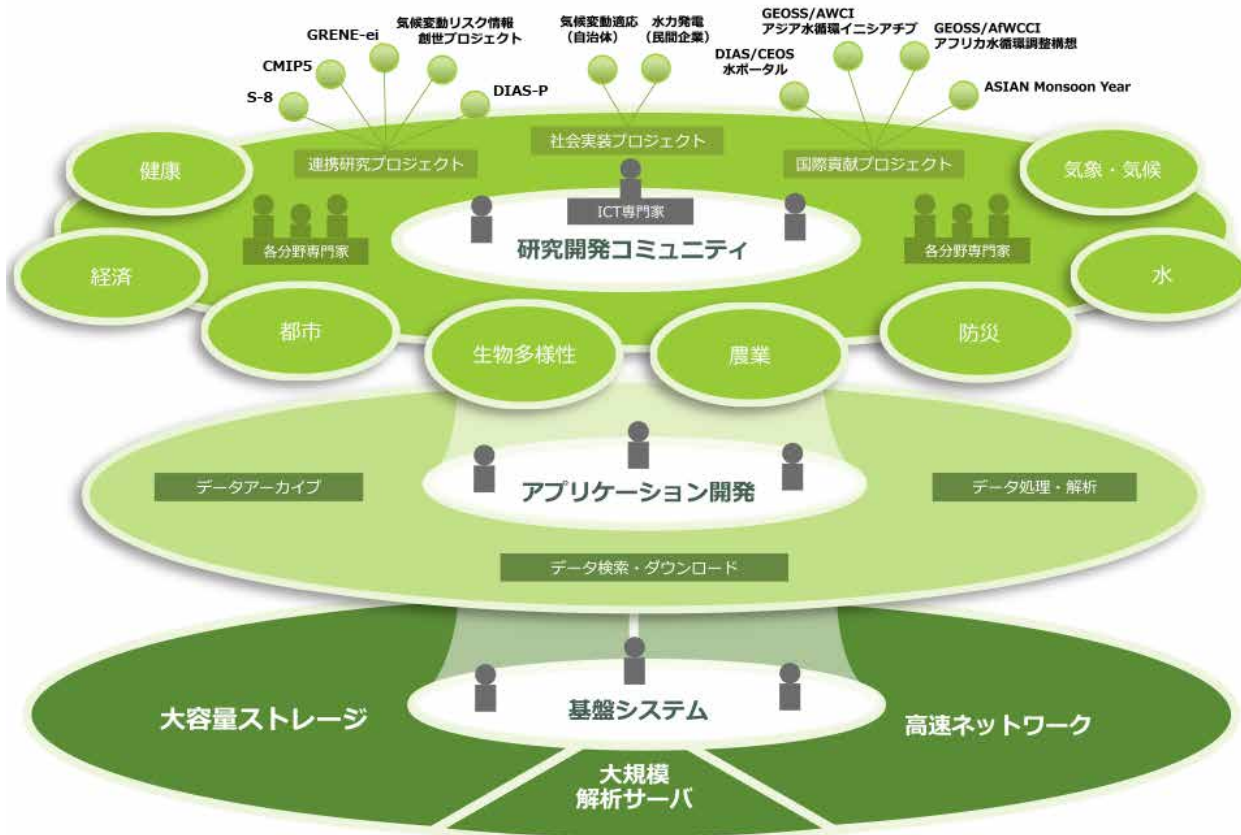 GRENE-ei
気候変動リスク情報
創世プロジェクト
CMIP5
S-8
DIAS-P
気候変動適応
(自治体)
水力発電
(民間企業)
GEOSS/AWCI
アジア水循環イニシアチブ
GEOSS/AfWCCI
アフリカ水循環調整構想
DIAS/CEOS
水ポータル
ASIAN Monsoon Year
連携研究プロジェクト
社会実装プロジェクト
国際貢献プロジェクト
健康
気象・気候
ICT専門家
各分野専門家
研究開発コミュニティ
各分野専門家
経済
水
都市
生物多様性
農業
防災
データアーカイブ
アプリケーション開発
データ処理・解析
データ検索・ダウンロード
大容量ストレージ
基盤システム
高速ネットワーク
大規模
解析サーバ